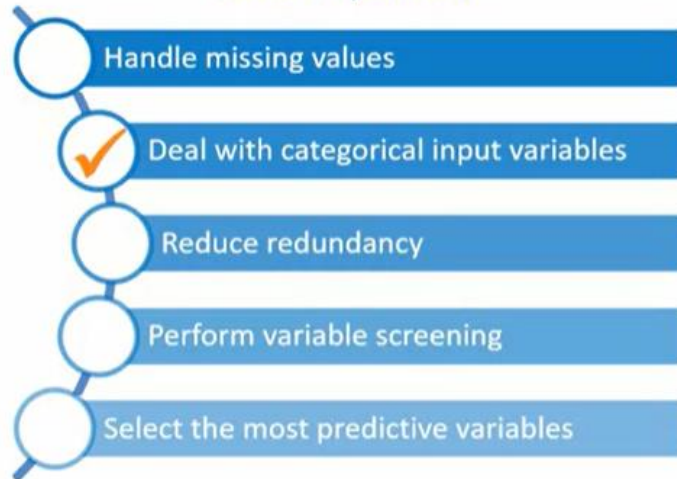 Handle missing values
Deal with categorical input variables
Reduce redundancy
Perform variable screening
Select the most predictive variables